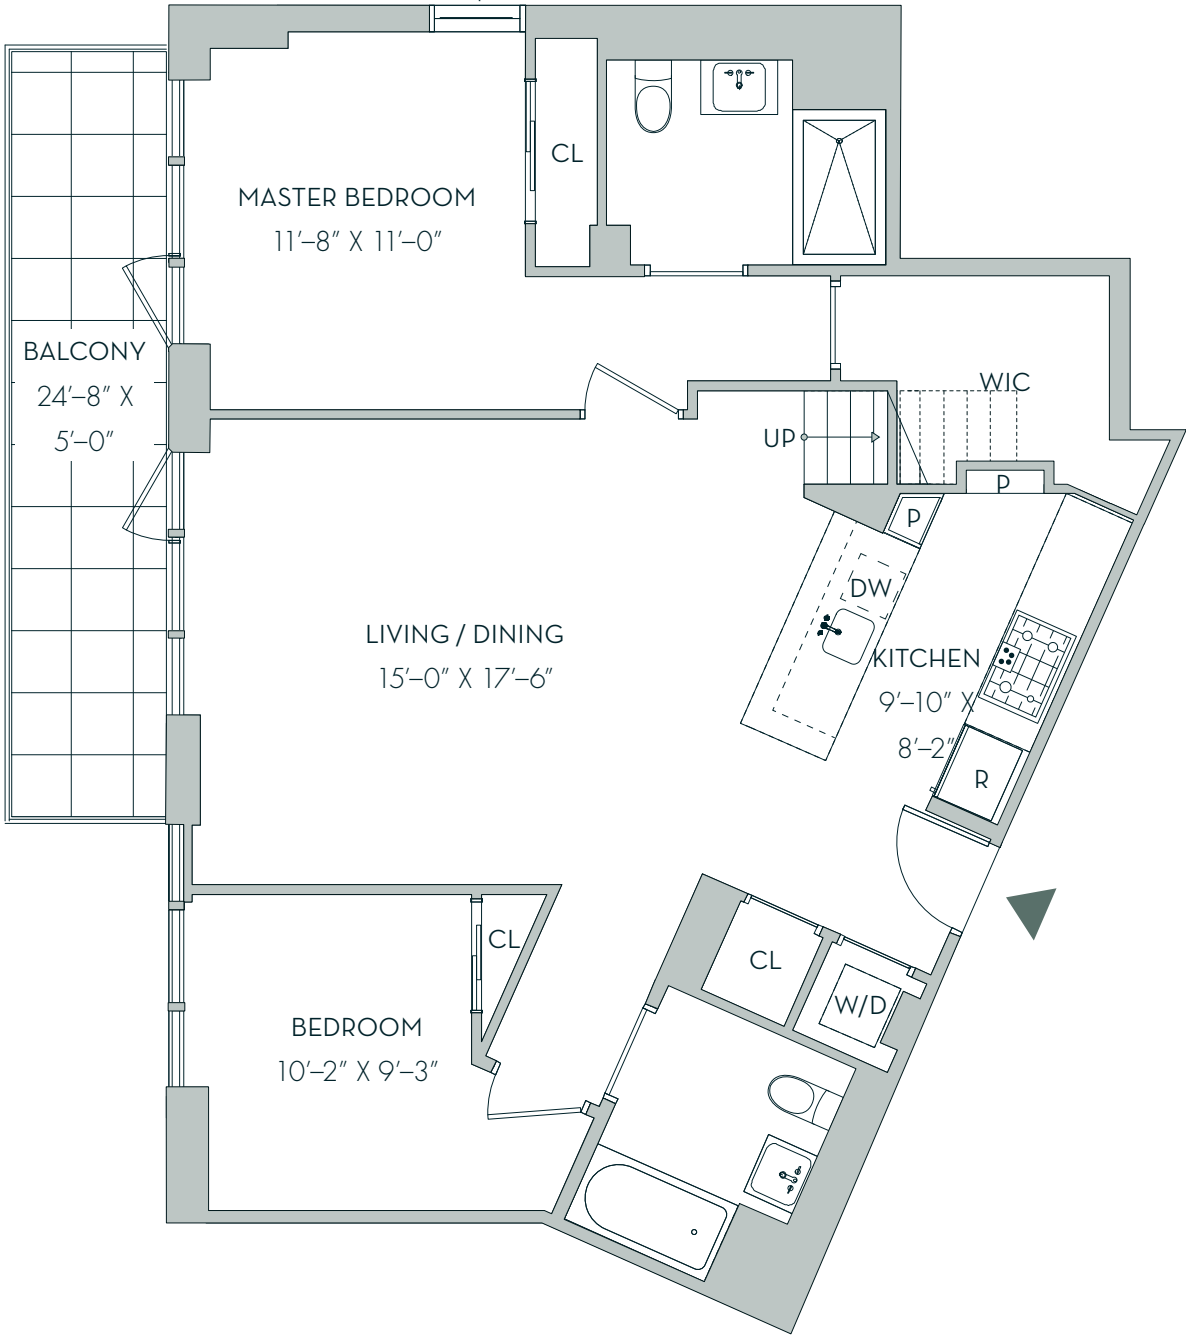 CL
MASTER BEDROOM
11'–8" X 11'–0"
BALCONY
24'–8" X
5'–0"
WIC
UP
P
P
DW
LIVING / DINING
15'–0" X 17'–6"
KITCHEN
9'–10" X
8'–2"
R
CL
CL
W/D
BEDROOM
10'–2" X 9'–3"